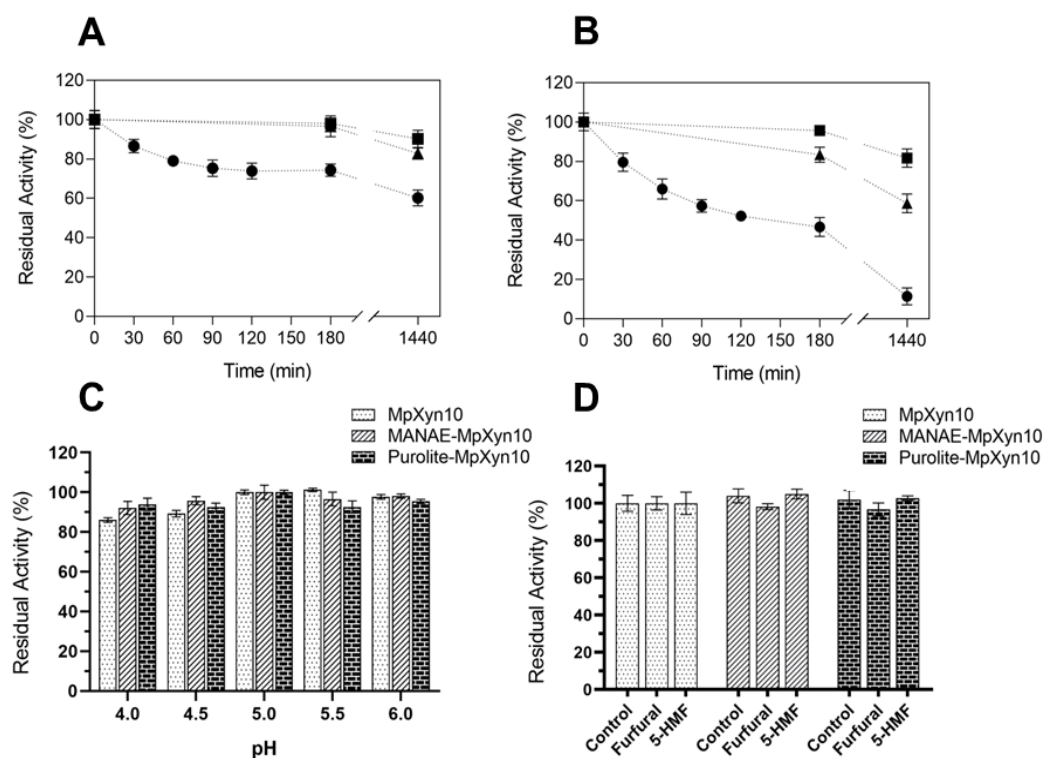 A
120
100
80
60
40
20
0
Residual Activity (%)
0 30 60 90 120 150 180 1440
Time (min)
B
120
100
80
60
40
20
0
Residual Activity (%)
0 30 60 90 120 150 180 1440
Time (min)
C
MpXyn10
MANAE-MpXyn10
Purolite-MpXyn10
120
100
80
60
40
20
0
Residual Activity (%)
4.0 4.5 5.0 5.5 6.0
pH
D
MpXyn10
MANAE-MpXyn10
Purolite-MpXyn10
120
100
80
60
40
20
0
Residual Activity (%)
Control Furfural 5-HMF Control Furfural 5-HMF Control Furfural 5-HMF